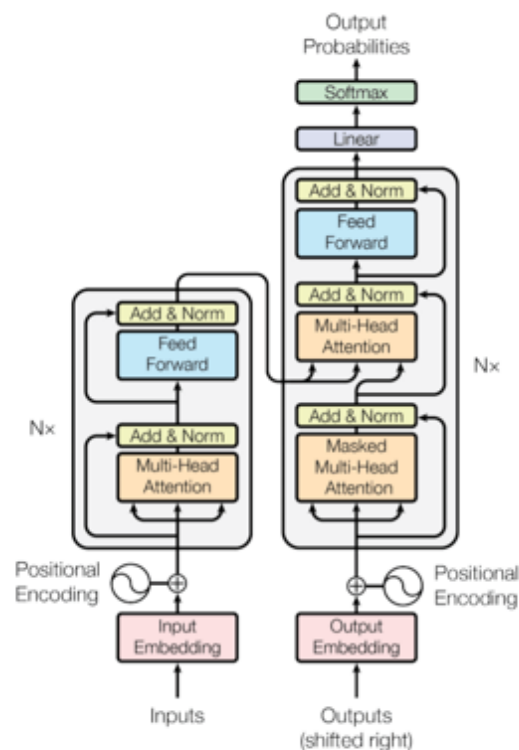 Output
Probabilities
Softmax
Linear
Add & Norm
Feed
Forward
Add & Norm
Multi-Head
Attention
Add & Norm
Masked
Multi-Head
Attention
N×
Add & Norm
Feed
Forward
N×
Add & Norm
Multi-Head
Attention
Positional
Encoding
Positional
Encoding
Input
Embedding
Output
Embedding
Inputs
Outputs
(shifted right)